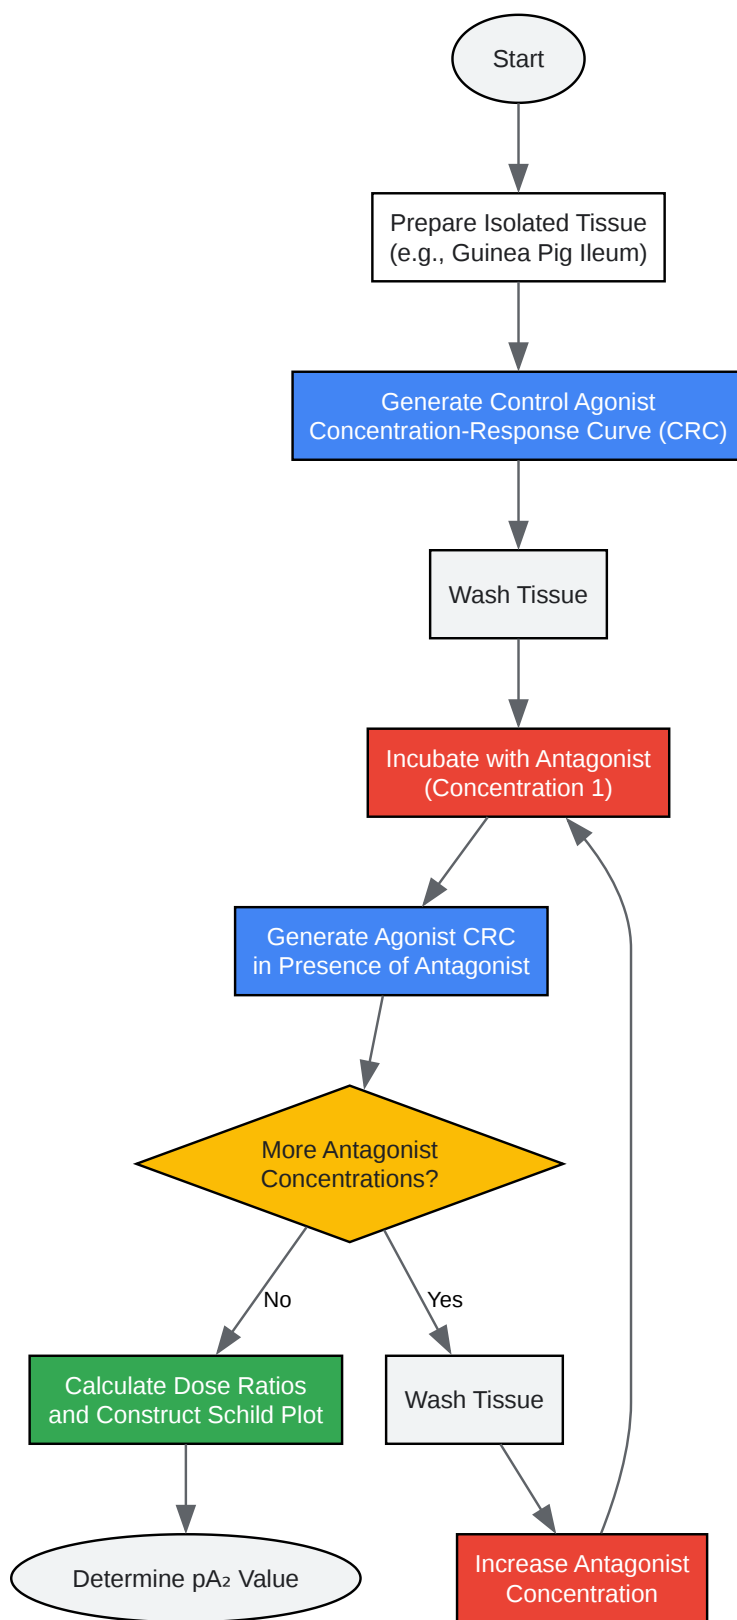 Start
Prepare Isolated Tissue
(e.g., Guinea Pig Ileum)
Generate Control Agonist
Concentration-Response Curve (CRC)
Wash Tissue
Incubate with Antagonist
(Concentration 1)
Generate Agonist CRC
in Presence of Antagonist
More Antagonist
Concentrations?
No
Yes
Calculate Dose Ratios
and Construct Schild Plot
Wash Tissue
Determine pA₂ Value
Increase Antagonist
Concentration